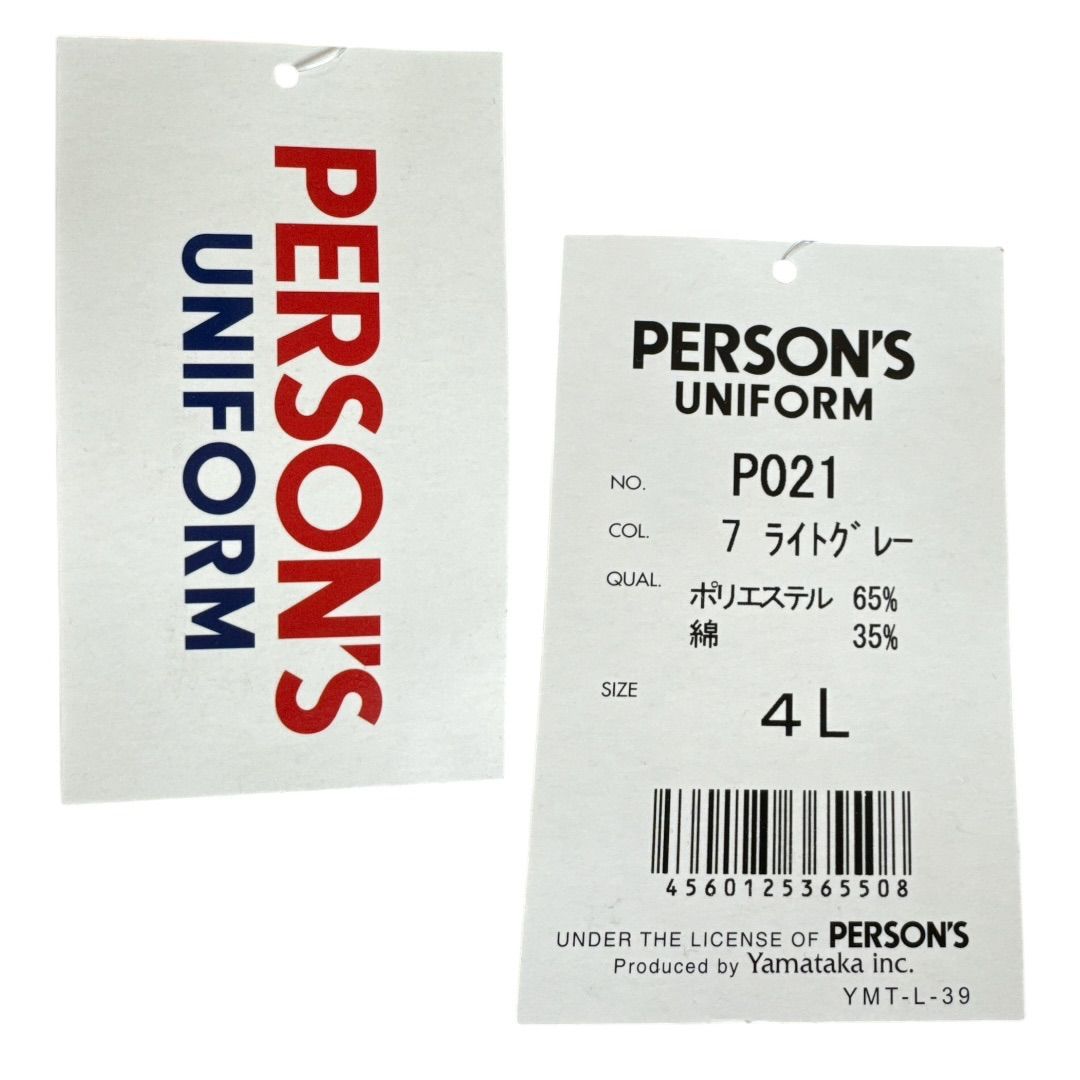 PERSON'S
UNIFORM
PERSON'S
UNIFORM
NO. P021
COL. 7 ライトグレー
QUAL. ポリエステル 65%
綿 35%
SIZE 4L
4560125365508
UNDER THE LICENSE OF PERSON'S
Produced by Yamataka inc.
YMT-L-39